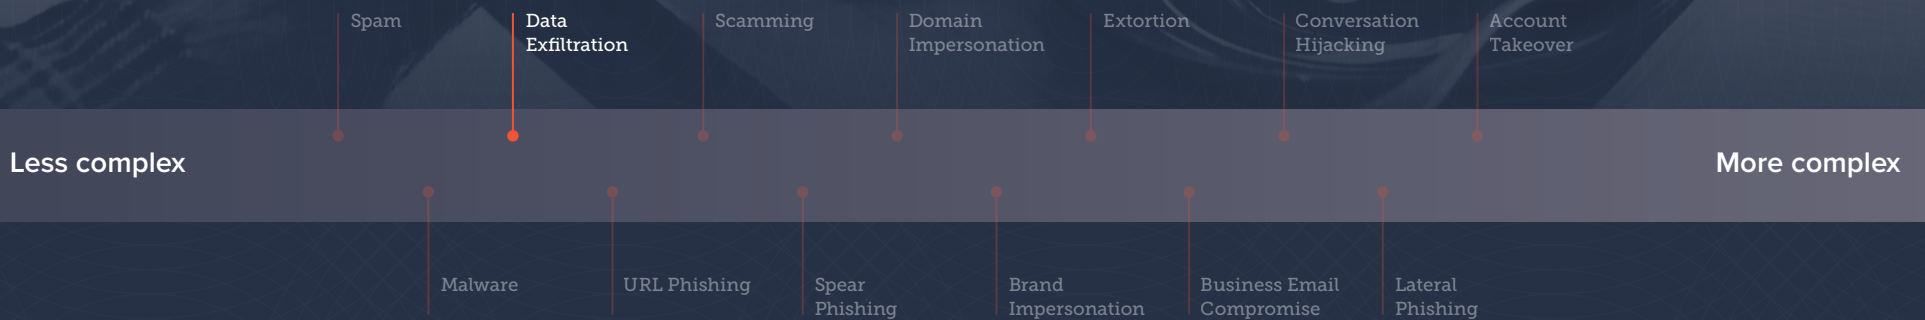 Spam
Data
Exfiltration
Scamming
Domain
Impersonation
Extortion
Conversation
Hijacking
Account
Takeover
Less complex
More complex
Malware
URL Phishing
Spear
Phishing
Brand
Impersonation
Business Email
Compromise
Lateral
Phishing